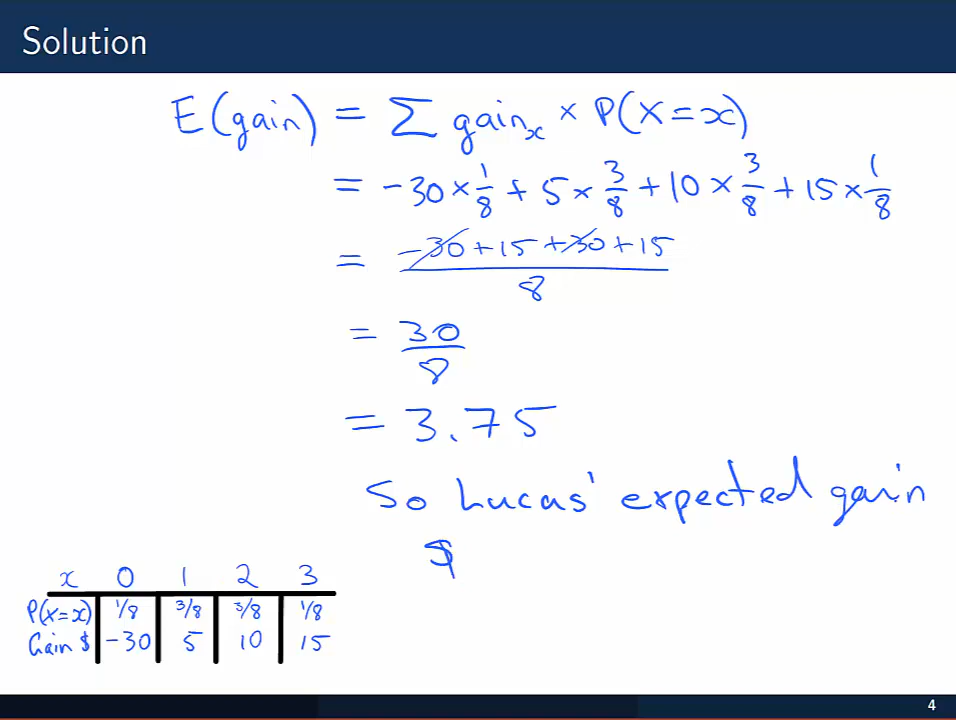 Solution
E(gain) = ∑ gainₓ × P(X=x)
= -30 × 1/8 + 5 × 3/8 + 10 × 3/8 + 15 × 1/8
= (-30 + 15 + 30 + 15)/8
= 30/8
= 3.75
So Lucas' expected gain
$
x 0 1 2 3
P(X=x) 1/8 3/8 3/8 1/8
Gain $ -30 5 10 15
4